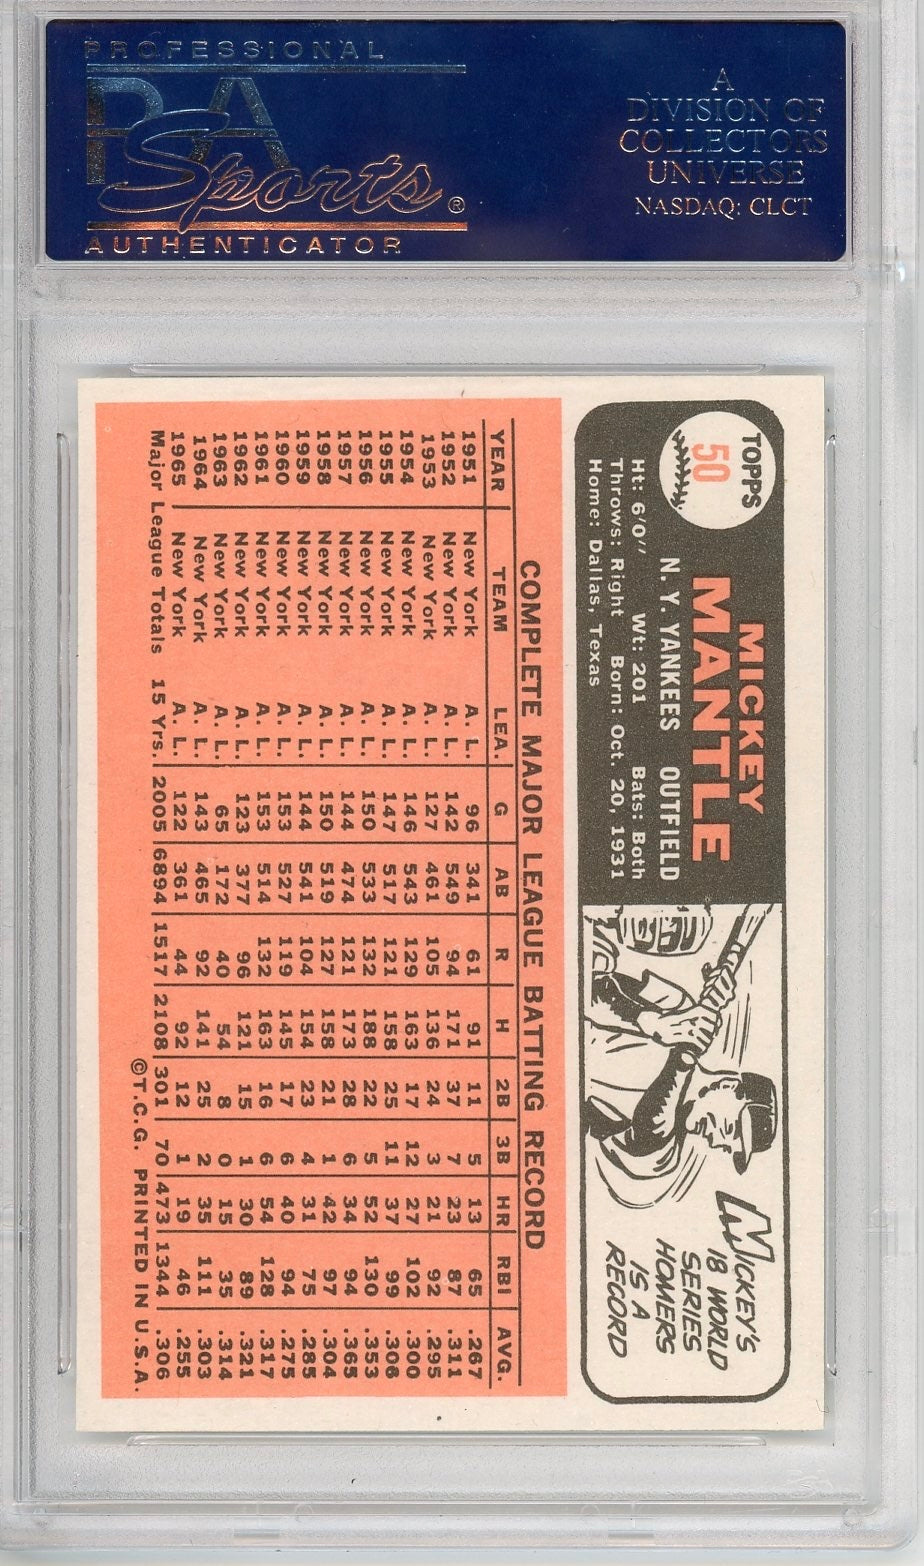 PROFESSIONAL
PSA
Sports®
AUTHENTICATOR
A
DIVISION OF
COLLECTORS
UNIVERSE
NASDAQ: CLCT
TOPPS
50
MICKEY
MANTLE
N. Y. YANKEES OUTFIELD
Ht: 6'0" Wt: 201 Bats: Both
Throws: Right Born: Oct. 20, 1931
Home: Dallas, Texas
MICKEY'S
18 WORLD
SERIES
HOMERS
IS A
RECORD
COMPLETE MAJOR LEAGUE BATTING RECORD
YEAR TEAM LEA. G AB R H 2B 3B HR RBI AVG.
1951 New York A. L. 96 341 61 91 11 5 13 65 .267
1952 New York A. L. 142 549 94 171 37 7 23 87 .311
1953 New York A. L. 127 461 105 136 24 3 21 92 .295
1954 New York A. L. 146 543 129 163 17 12 27 102 .300
1955 New York A. L. 147 517 121 158 25 11 37 99 .306
1956 New York A. L. 150 533 132 188 22 5 52 130 .353
1957 New York A. L. 144 474 121 173 28 6 34 94 .365
1958 New York A. L. 150 519 127 158 21 1 42 97 .304
1959 New York A. L. 144 541 104 154 23 4 31 75 .285
1960 New York A. L. 153 527 119 145 17 6 40 94 .275
1961 New York A. L. 153 514 132 163 16 6 54 128 .317
1962 New York A. L. 123 377 96 121 15 1 30 89 .321
1963 New York A. L. 65 172 40 54 8 0 15 35 .314
1964 New York A. L. 143 465 92 141 25 2 35 111 .303
1965 New York A. L. 122 361 44 92 12 1 19 46 .255
Major League Totals 15 Yrs. 2005 6894 1517 2108 301 70 473 1344 .306
©T.C.G. PRINTED IN U.S.A.